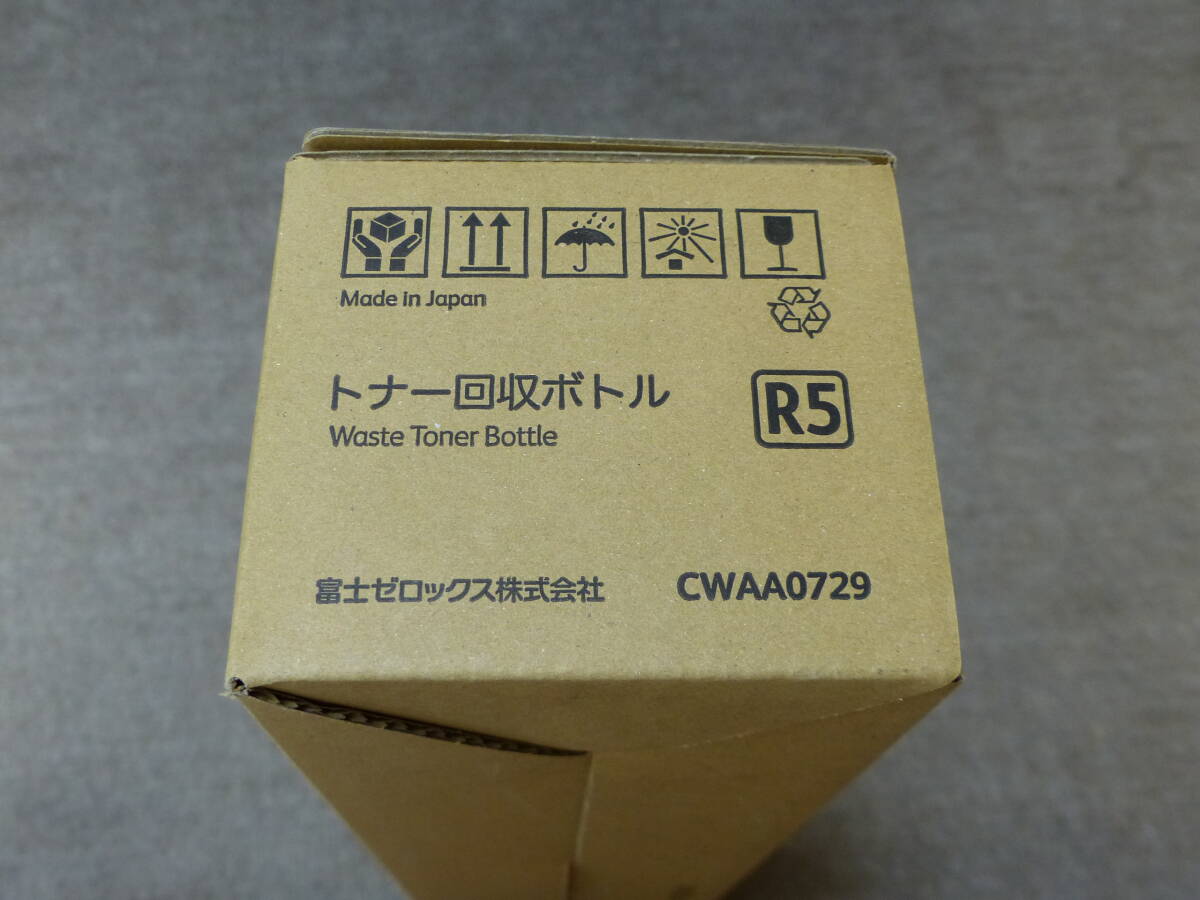 Made in Japan
トナー回収ボトル
Waste Toner Bottle
R5
富士ゼロックス株式会社
CWAA0729